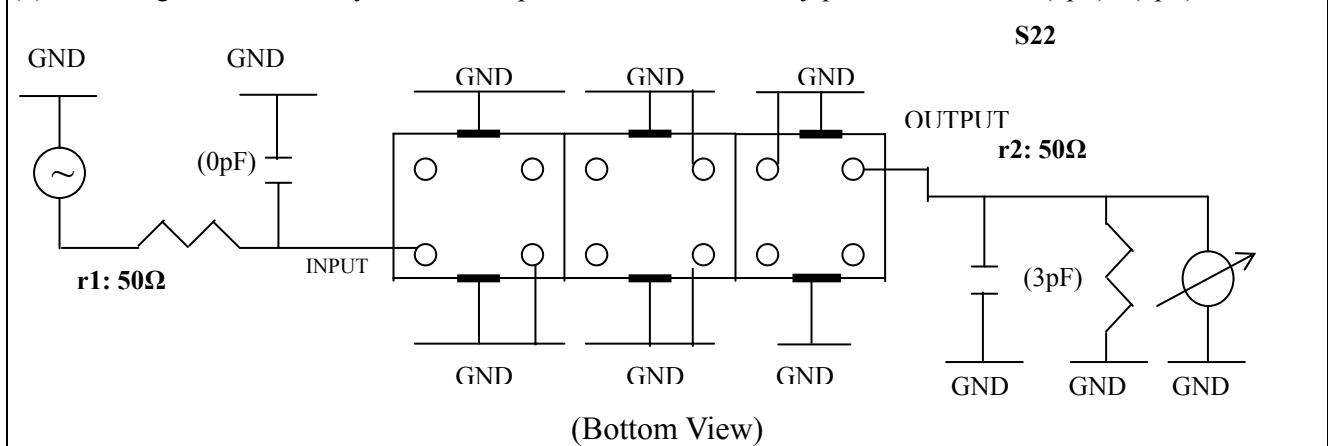 S22
GND GND
GND GND GND
OUTPUT
r2: 50Ω
(0pF)
~
INPUT
r1: 50Ω
(3pF)
GND GND GND
GND GND GND
(Bottom View)